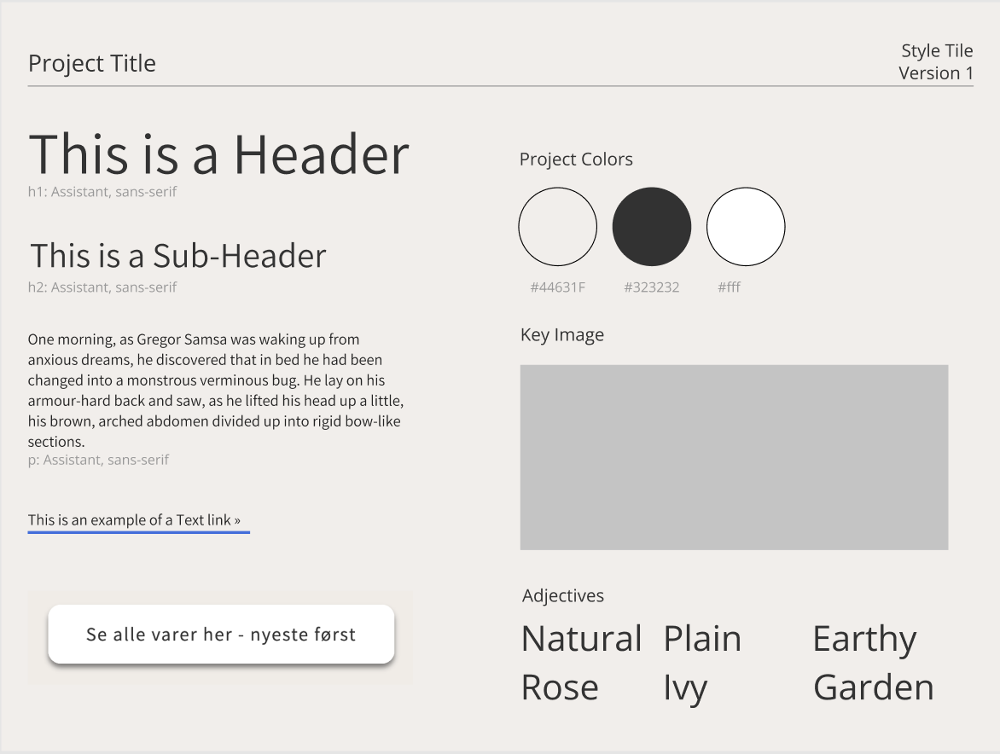 Project Title
Style Tile
Version 1
This is a Header
h1: Assistant, sans-serif
This is a Sub-Header
h2: Assistant, sans-serif
One morning, as Gregor Samsa was waking up from
anxious dreams, he discovered that in bed he had been
changed into a monstrous verminous bug. He lay on his
armour-hard back and saw, as he lifted his head up a little,
his brown, arched abdomen divided up into rigid bow-like
sections.
p: Assistant, sans-serif
This is an example of a Text link »
Se alle varer her - nyeste først
Project Colors
#44631F #323232 #fff
Key Image
Adjectives
Natural Plain Earthy
Rose Ivy Garden